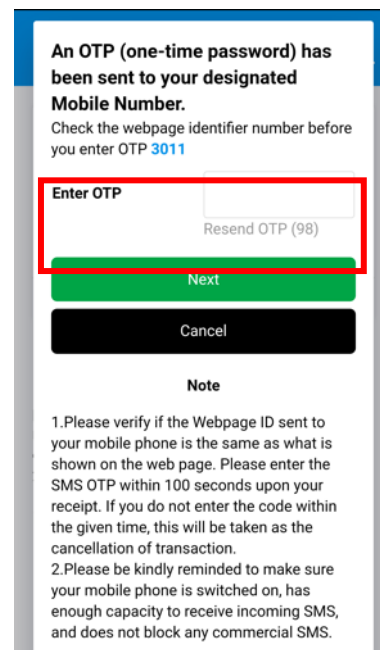 An OTP (one-time password) has
been sent to your designated
Mobile Number.
Check the webpage identifier number before
you enter OTP 3011
Enter OTP
Resend OTP (98)
Next
Cancel
Note
1.Please verify if the Webpage ID sent to
your mobile phone is the same as what is
shown on the web page. Please enter the
SMS OTP within 100 seconds upon your
receipt. If you do not enter the code within
the given time, this will be taken as the
cancellation of transaction.
2.Please be kindly reminded to make sure
your mobile phone is switched on, has
enough capacity to receive incoming SMS,
and does not block any commercial SMS.